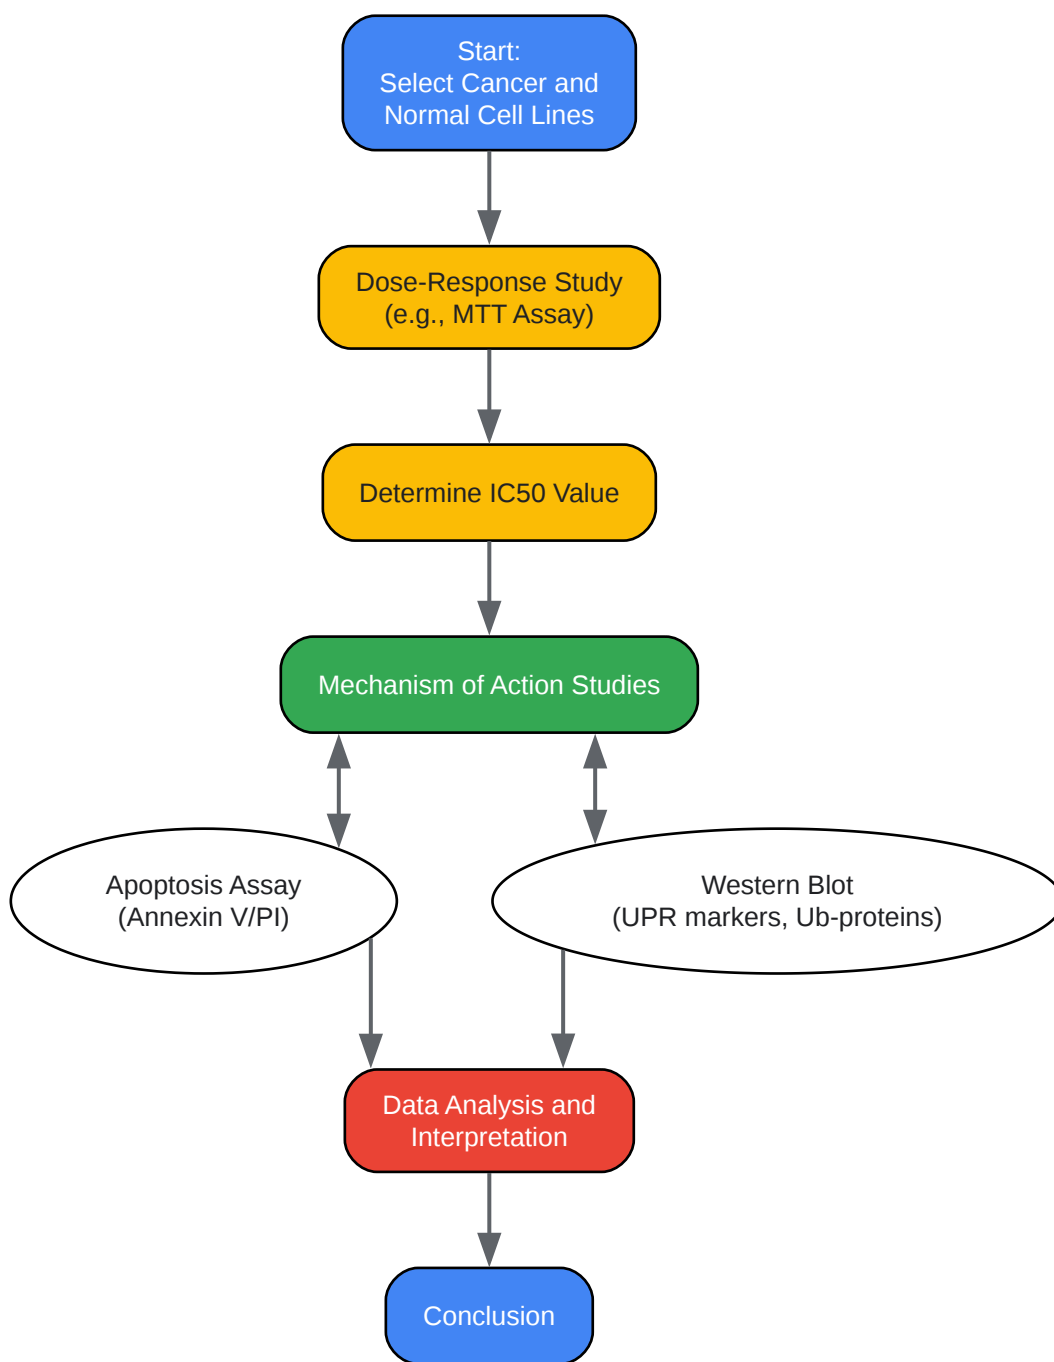 Start:
Select Cancer and
Normal Cell Lines
Dose-Response Study
(e.g., MTT Assay)
Determine IC50 Value
Mechanism of Action Studies
Apoptosis Assay
(Annexin V/PI)
Western Blot
(UPR markers, Ub-proteins)
Data Analysis and
Interpretation
Conclusion